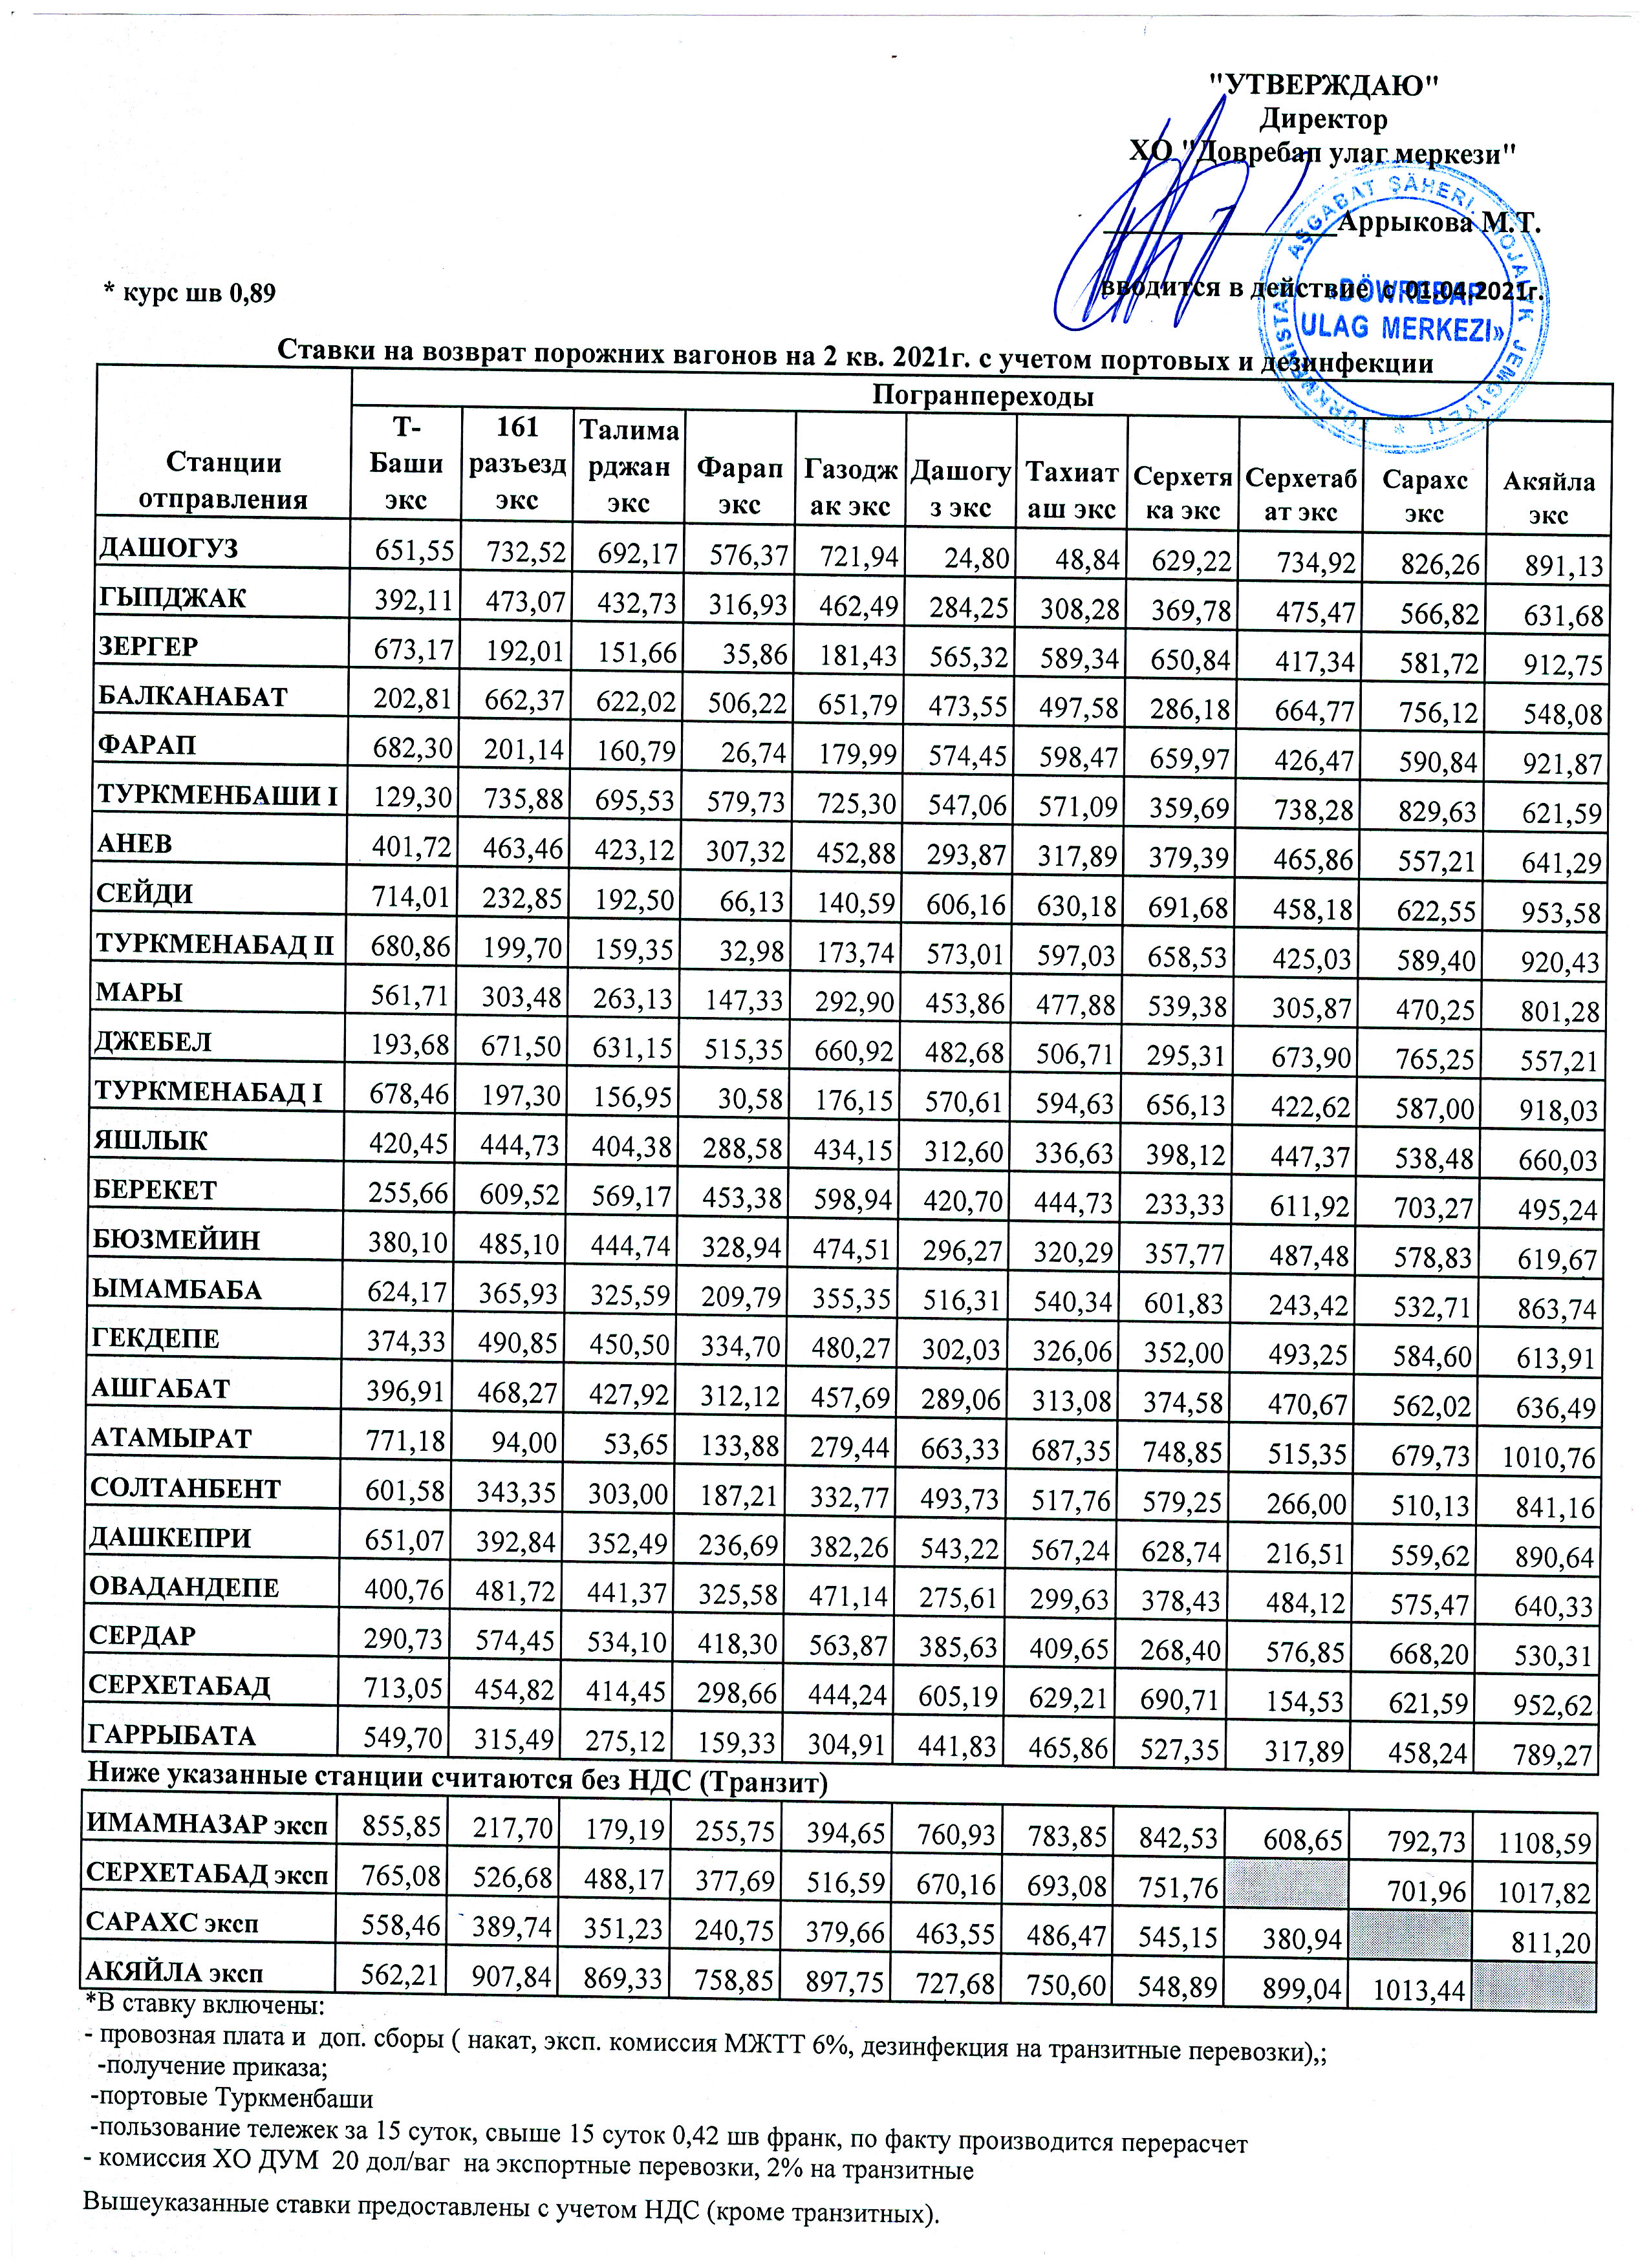 "УТВЕРЖДАЮ"
Директор
ХО "Довребап улаг меркези"
Аррыкова М.Т.
* курс шв 0,89
вводится в действие с 01.04.2021г.
AŞGABAT ŞÄHERI
JEMGYÝETI
«DÖWREBAP
ULAG MERKEZI»
Ставки на возврат порожних вагонов на 2 кв. 2021г. с учетом портовых и дезинфекции
Станции отправления Погранпереходы
Т-Баши экс 161 разъезд экс Талимарджан экс Фарап экс Газоджак экс Дашогуз экс Тахиаташ экс Серхетяка экс Серхетабат экс Сарахс экс Акяйла экс
ДАШОГУЗ 651,55 732,52 692,17 576,37 721,94 24,80 48,84 629,22 734,92 826,26 891,13
ГЫПДЖАК 392,11 473,07 432,73 316,93 462,49 284,25 308,28 369,78 475,47 566,82 631,68
ЗЕРГЕР 673,17 192,01 151,66 35,86 181,43 565,32 589,34 650,84 417,34 581,72 912,75
БАЛКАНАБАТ 202,81 662,37 622,02 506,22 651,79 473,55 497,58 286,18 664,77 756,12 548,08
ФАРАП 682,30 201,14 160,79 26,74 179,99 574,45 598,47 659,97 426,47 590,84 921,87
ТУРКМЕНБАШИ I 129,30 735,88 695,53 579,73 725,30 547,06 571,09 359,69 738,28 829,63 621,59
АНЕВ 401,72 463,46 423,12 307,32 452,88 293,87 317,89 379,39 465,86 557,21 641,29
СЕЙДИ 714,01 232,85 192,50 66,13 140,59 606,16 630,18 691,68 458,18 622,55 953,58
ТУРКМЕНАБАД II 680,86 199,70 159,35 32,98 173,74 573,01 597,03 658,53 425,03 589,40 920,43
МАРЫ 561,71 303,48 263,13 147,33 292,90 453,86 477,88 539,38 305,87 470,25 801,28
ДЖЕБЕЛ 193,68 671,50 631,15 515,35 660,92 482,68 506,71 295,31 673,90 765,25 557,21
ТУРКМЕНАБАД I 678,46 197,30 156,95 30,58 176,15 570,61 594,63 656,13 422,62 587,00 918,03
ЯШЛЫК 420,45 444,73 404,38 288,58 434,15 312,60 336,63 398,12 447,37 538,48 660,03
БЕРЕКЕТ 255,66 609,52 569,17 453,38 598,94 420,70 444,73 233,33 611,92 703,27 495,24
БЮЗМЕЙИН 380,10 485,10 444,74 328,94 474,51 296,27 320,29 357,77 487,48 578,83 619,67
ЫМАМБАБА 624,17 365,93 325,59 209,79 355,35 516,31 540,34 601,83 243,42 532,71 863,74
ГЕКДЕПЕ 374,33 490,85 450,50 334,70 480,27 302,03 326,06 352,00 493,25 584,60 613,91
АШГАБАТ 396,91 468,27 427,92 312,12 457,69 289,06 313,08 374,58 470,67 562,02 636,49
АТАМЫРАТ 771,18 94,00 53,65 133,88 279,44 663,33 687,35 748,85 515,35 679,73 1010,76
СОЛТАНБЕНТ 601,58 343,35 303,00 187,21 332,77 493,73 517,76 579,25 266,00 510,13 841,16
ДАШКЕПРИ 651,07 392,84 352,49 236,69 382,26 543,22 567,24 628,74 216,51 559,62 890,64
ОВАДАНДЕПЕ 400,76 481,72 441,37 325,58 471,14 275,61 299,63 378,43 484,12 575,47 640,33
СЕРДАР 290,73 574,45 534,10 418,30 563,87 385,63 409,65 268,40 576,85 668,20 530,31
СЕРХЕТАБАД 713,05 454,82 414,45 298,66 444,24 605,19 629,21 690,71 154,53 621,59 952,62
ГАРРЫБАТА 549,70 315,49 275,12 159,33 304,91 441,83 465,86 527,35 317,89 458,24 789,27
Ниже указанные станции считаются без НДС (Транзит)
ИМАМНАЗАР эксп 855,85 217,70 179,19 255,75 394,65 760,93 783,85 842,53 608,65 792,73 1108,59
СЕРХЕТАБАД эксп 765,08 526,68 488,17 377,69 516,59 670,16 693,08 751,76 701,96 1017,82
САРАХС эксп 558,46 389,74 351,23 240,75 379,66 463,55 486,47 545,15 380,94 811,20
АКЯЙЛА эксп 562,21 907,84 869,33 758,85 897,75 727,68 750,60 548,89 899,04 1013,44
*В ставку включены:
- провозная плата и доп. сборы ( накат, эксп. комиссия МЖТТ 6%, дезинфекция на транзитные перевозки),;
-получение приказа;
-портовые Туркменбаши
-пользование тележек за 15 суток, свыше 15 суток 0,42 шв франк, по факту производится перерасчет
- комиссия ХО ДУМ 20 дол/ваг на экспортные перевозки, 2% на транзитные
Вышеуказанные ставки предоставлены с учетом НДС (кроме транзитных).